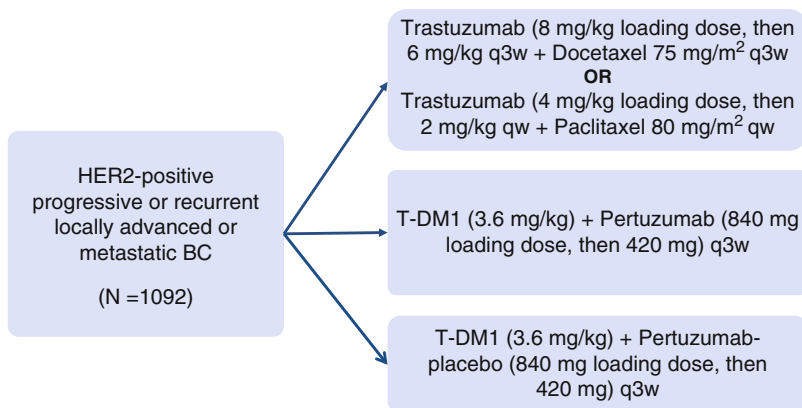 HER2-positive
progressive or recurrent
locally advanced or
metastatic BC
(N =1092)
Trastuzumab (8 mg/kg loading dose, then
6 mg/kg q3w + Docetaxel 75 mg/m² q3w
OR
Trastuzumab (4 mg/kg loading dose, then
2 mg/kg qw + Paclitaxel 80 mg/m² qw
T-DM1 (3.6 mg/kg) + Pertuzumab (840 mg
loading dose, then 420 mg) q3w
T-DM1 (3.6 mg/kg) + Pertuzumab-
placebo (840 mg loading dose, then
420 mg) q3w